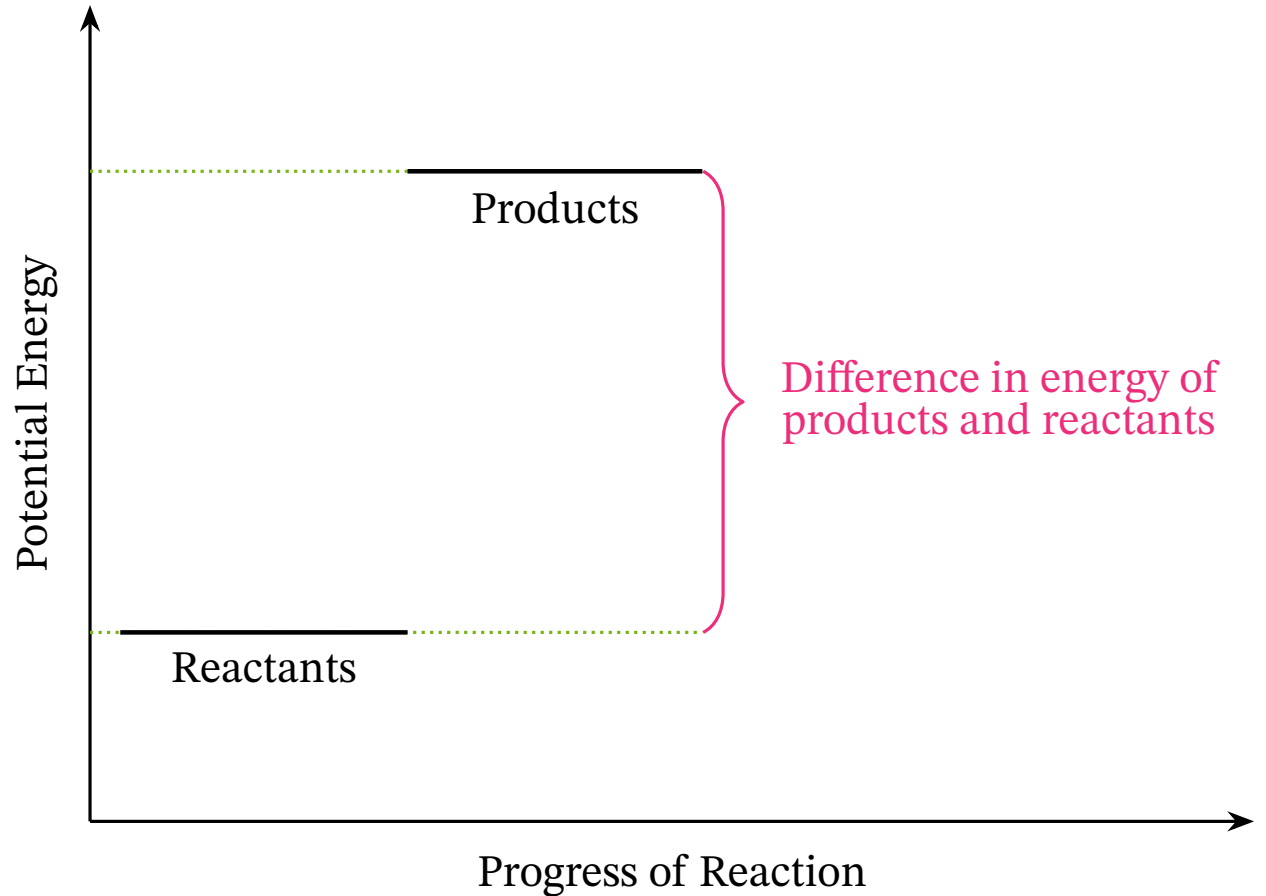 Products
Potential Energy
Difference in energy of
products and reactants
Reactants
Progress of Reaction